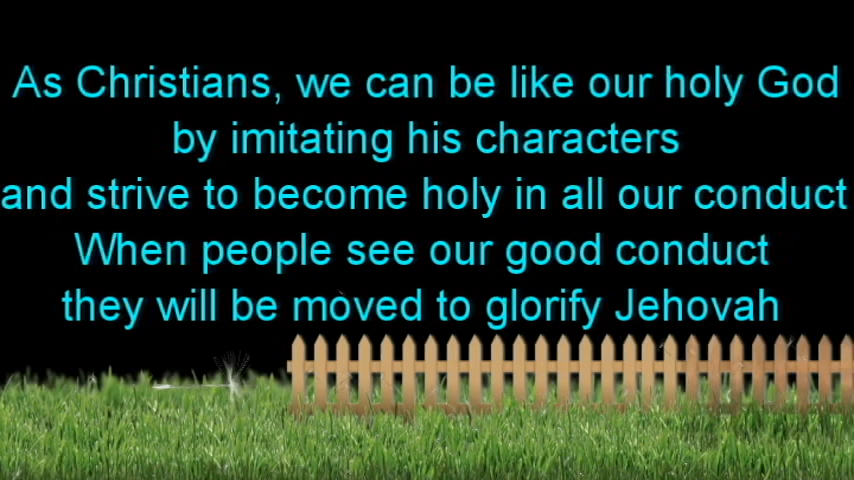 As Christians, we can be like our holy God
by imitating his characters
and strive to become holy in all our conduct
When people see our good conduct
they will be moved to glorify Jehovah